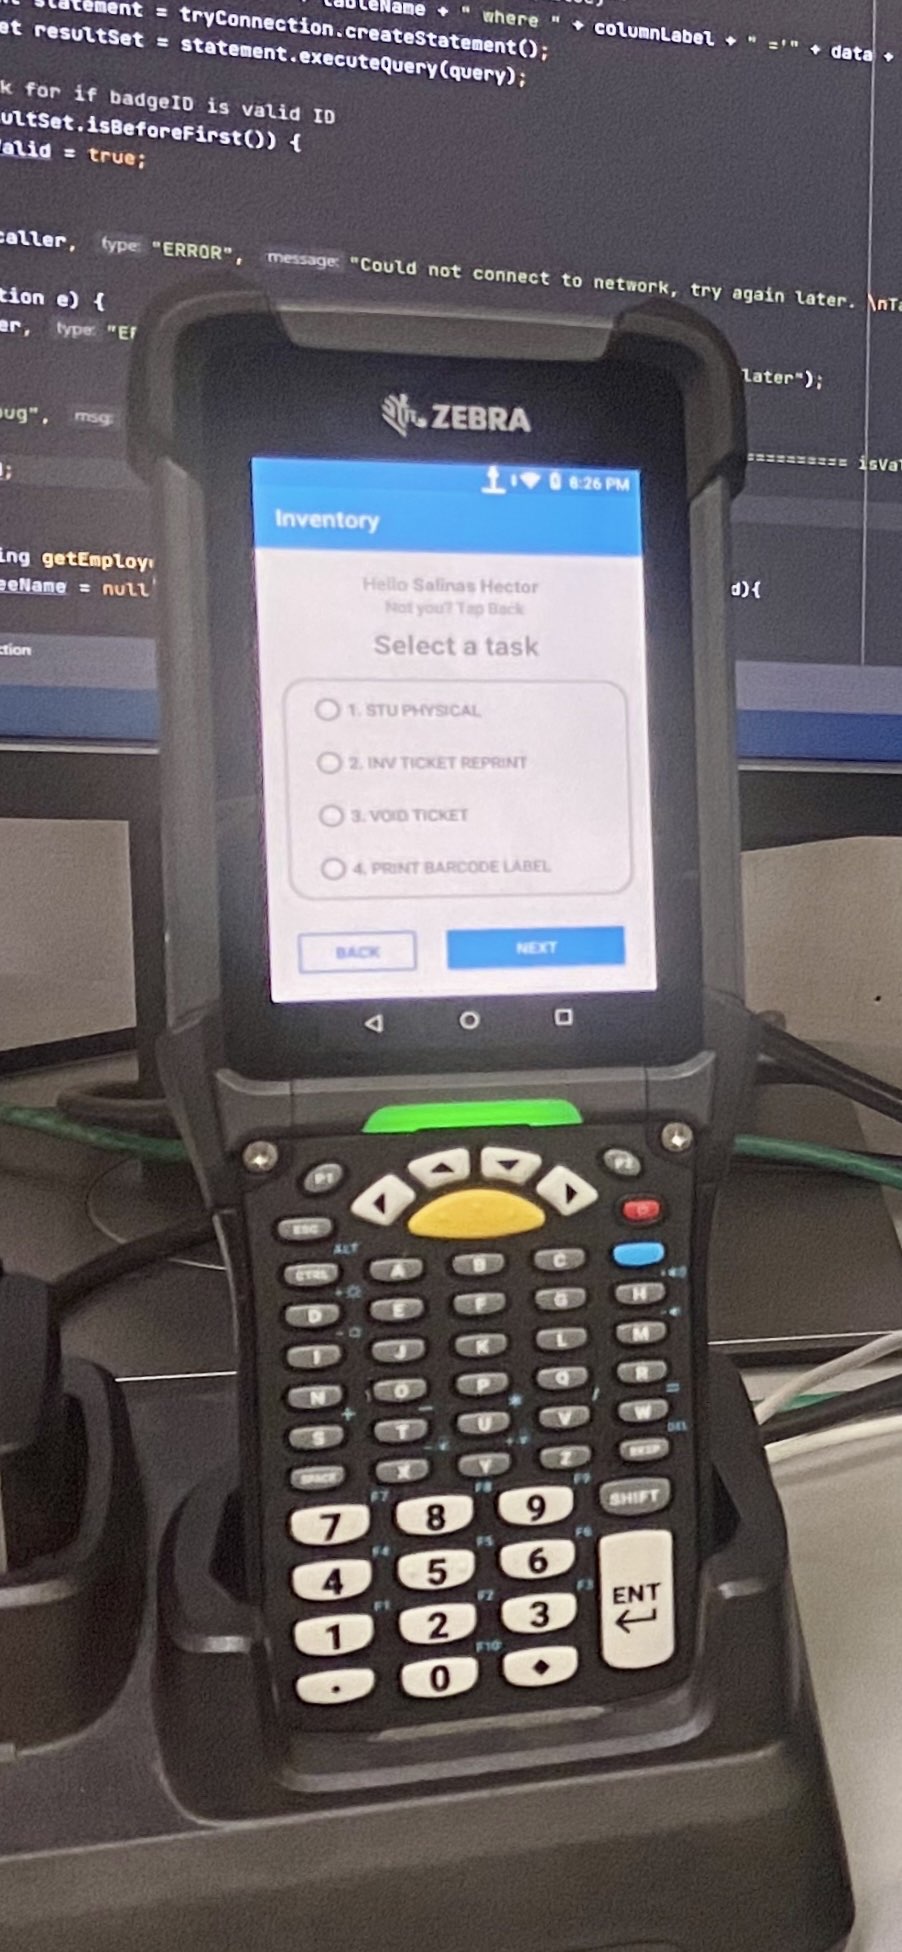 statement = tryConnection.createStatement();
tableName + " where " + columnLabel + " ='" + data +
et resultSet = statement.executeQuery(query);
k for if badgeID is valid ID
ultSet.isBeforeFirst()) {
alid = true;
caller, type: "ERROR", message: "Could not connect to network, try again later. \nTa
tion e) {
er, type: "ER
later");
ug", msg:
========== isVal
;
ing getEmploy
eeName = null
d){
ction
ZEBRA
6:26 PM
Inventory
Hello Salinas Hector
Not you? Tap Back
Select a task
1. STU PHYSICAL
2. INV TICKET REPRINT
3. VOID TICKET
4. PRINT BARCODE LABEL
BACK NEXT
P1 P2
ESC
ALT
CTRL A B C
D E F G H
I J K L M
N O P Q R
S T U V W
DEL
SPACE X Y Z BKSP
F7 F8 F9
7 8 9 SHIFT
F4 F5 F6
4 5 6
F1 F2 F3
1 2 3 ENT
F10
. 0